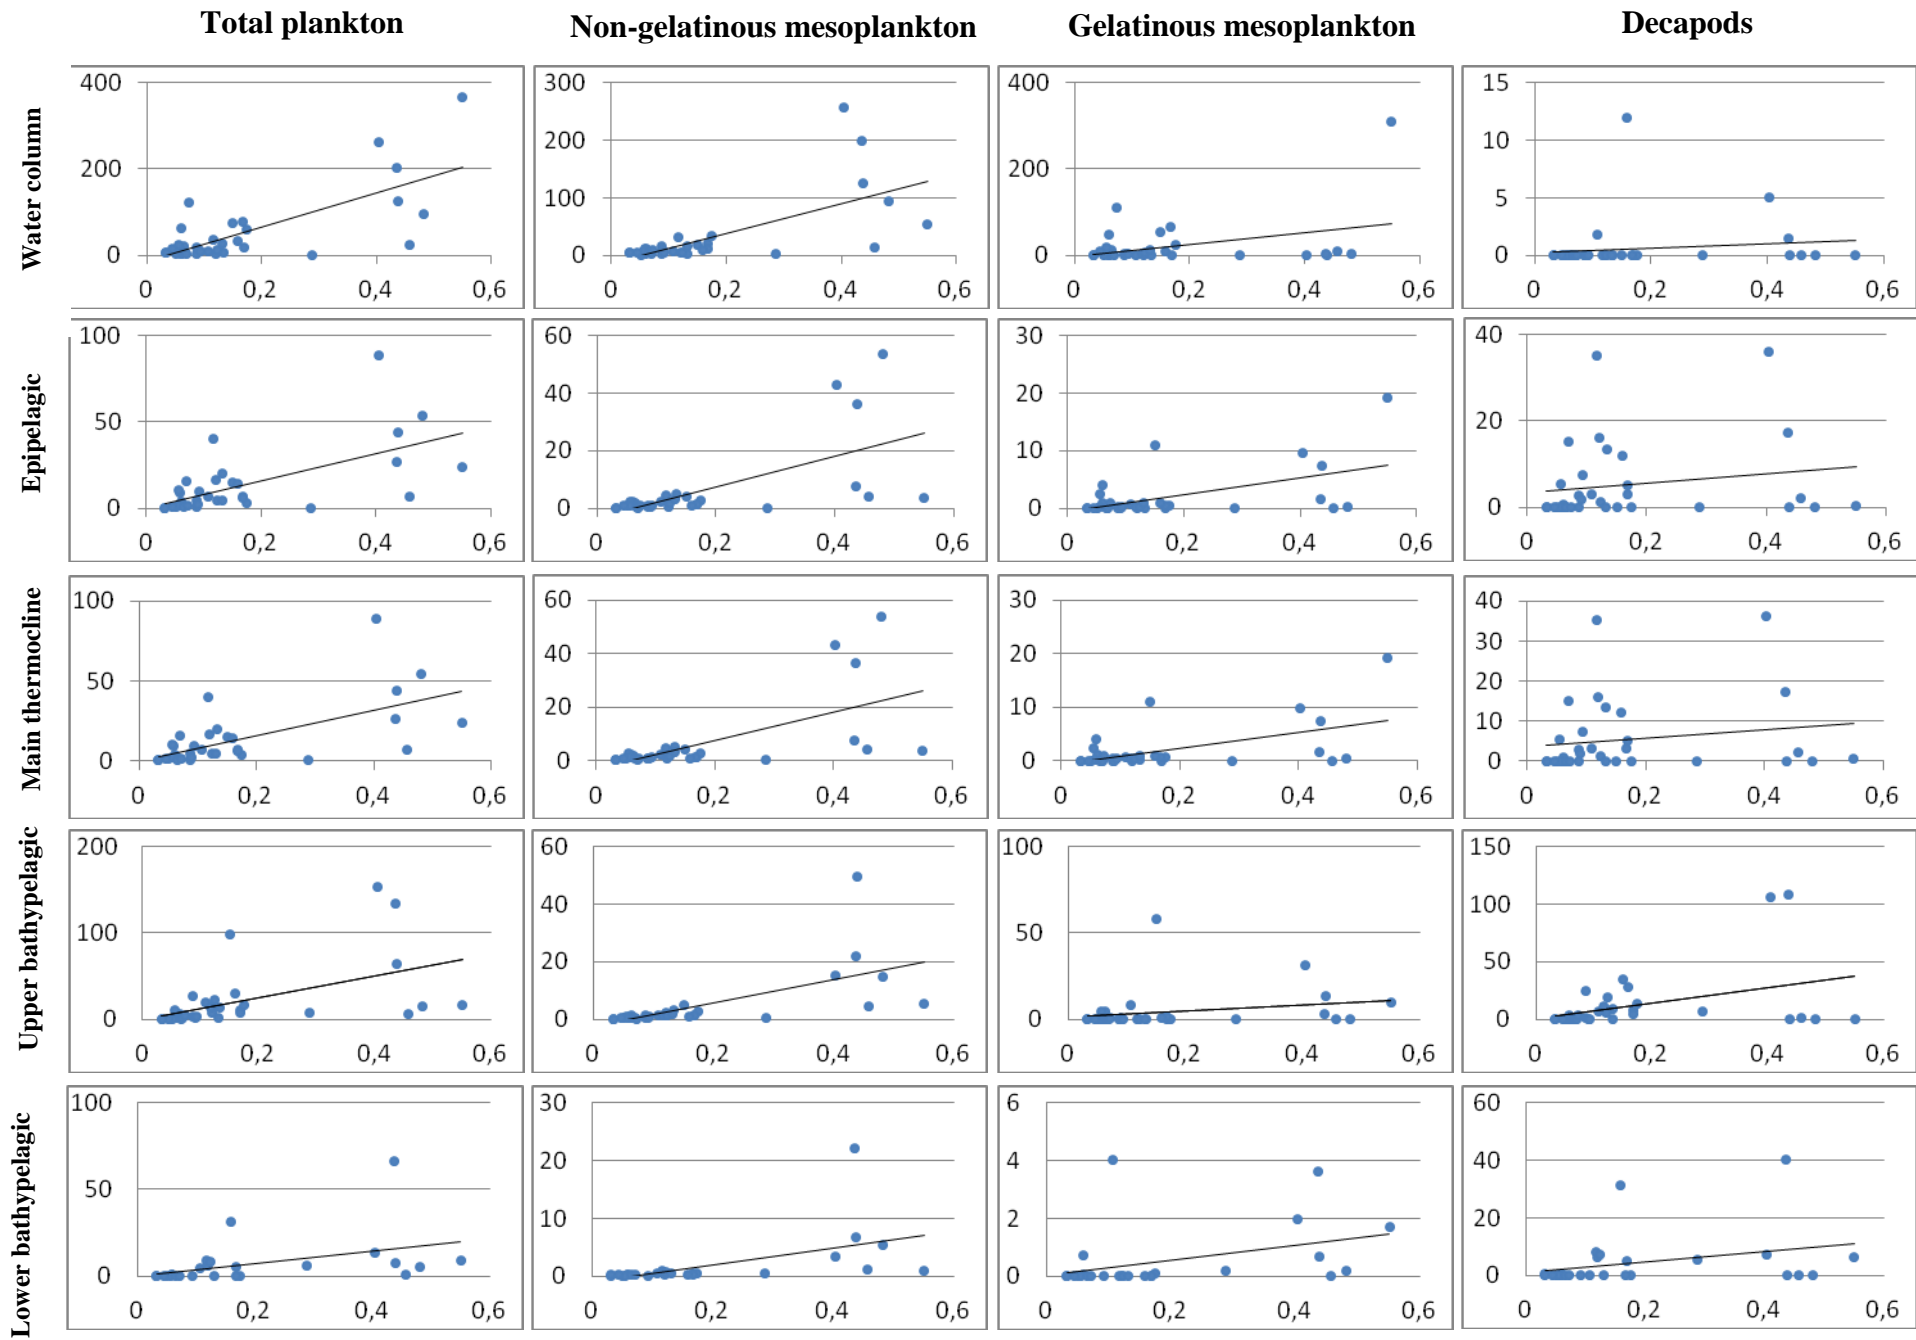 Total plankton
Non-gelatinous mesoplankton
Gelatinous mesoplankton
Decapods
Water column
400
200
0
0 0,2 0,4 0,6
300
200
100
0
0 0,2 0,4 0,6
400
200
0
0 0,2 0,4 0,6
15
10
5
0
0 0,2 0,4 0,6
Epipelagic
100
50
0
0 0,2 0,4 0,6
60
40
20
0
0 0,2 0,4 0,6
30
20
10
0
0 0,2 0,4 0,6
40
20
0
0 0,2 0,4 0,6
Main thermocline
100
50
0
0 0,2 0,4 0,6
60
40
20
0
0 0,2 0,4 0,6
30
20
10
0
0 0,2 0,4 0,6
40
30
20
10
0
0 0,2 0,4 0,6
Upper bathypelagic
200
100
0
0 0,2 0,4 0,6
60
40
20
0
0 0,2 0,4 0,6
100
50
0
0 0,2 0,4 0,6
150
100
50
0
0 0,2 0,4 0,6
Lower bathypelagic
100
50
0
0 0,2 0,4 0,6
30
20
10
0
0 0,2 0,4 0,6
6
4
2
0
0 0,2 0,4 0,6
60
40
20
0
0 0,2 0,4 0,6